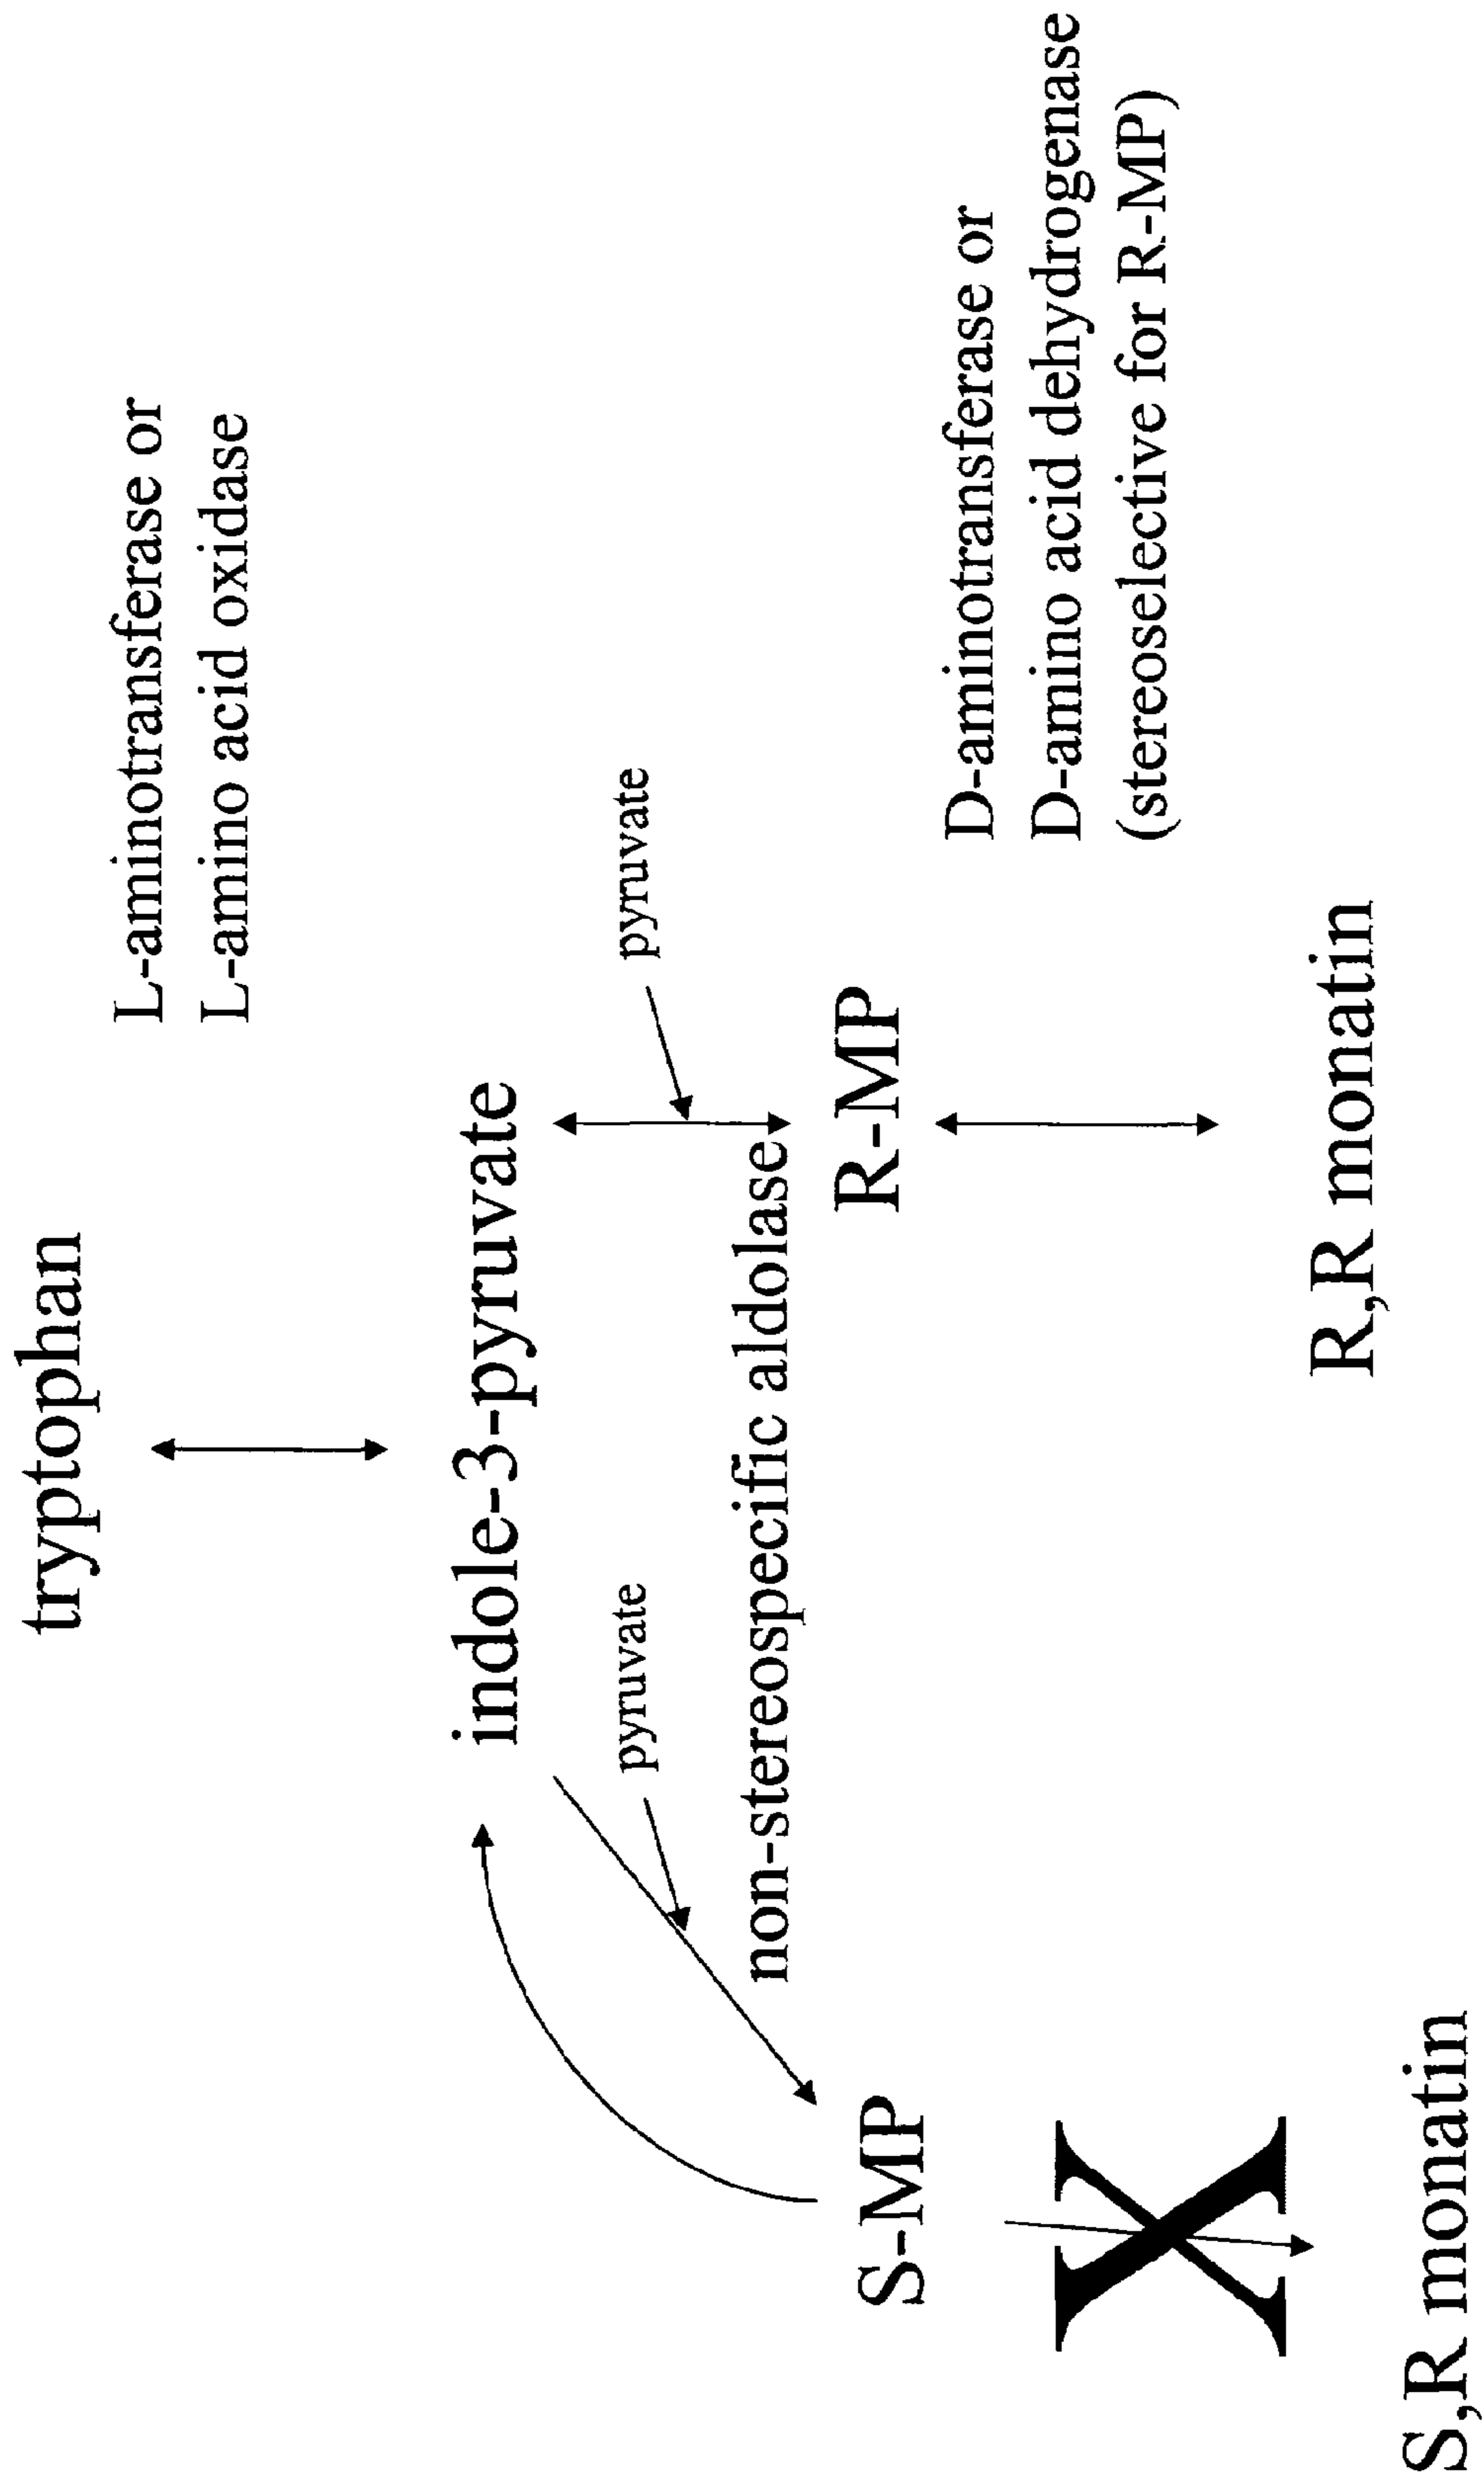 tryptophan
L-aminotransferase or
L-amino acid oxidase
indole-3-pyruvate
pyruvate
pyruvate
non-stereospecific aldolase
S-MP
R-MP
D-aminotransferase or
D-amino acid dehydrogenase
(stereoselective for R-MP)
X
R,R monatin
S,R monatin